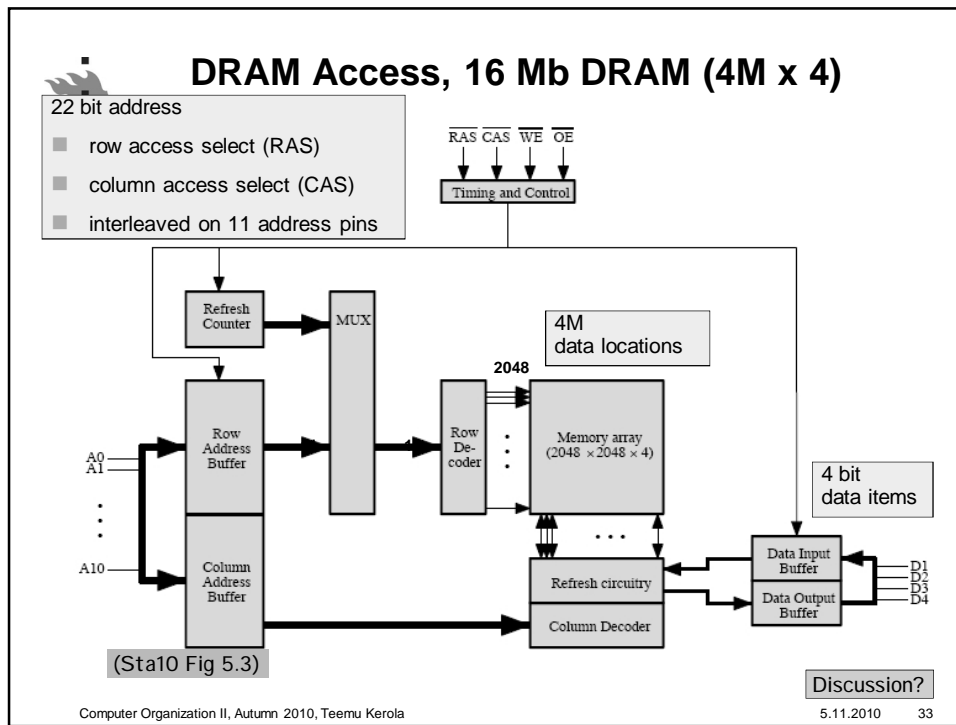 DRAM Access, 16 Mb DRAM (4M x 4)
22 bit address
row access select (RAS)
column access select (CAS)
interleaved on 11 address pins
RAS CAS WE OE
Timing and Control
Refresh
Counter
MUX
4M
data locations
2048
Row
Address
Buffer
Row
De-
coder
Memory array
(2048 ×2048 × 4)
A0
A1
A10
4 bit
data items
Column
Address
Buffer
Refresh circuitry
Column Decoder
Data Input
Buffer
Data Output
Buffer
D1
D2
D3
D4
(Sta10 Fig 5.3)
Discussion?
Computer Organization II, Autumn 2010, Teemu Kerola 5.11.2010 33